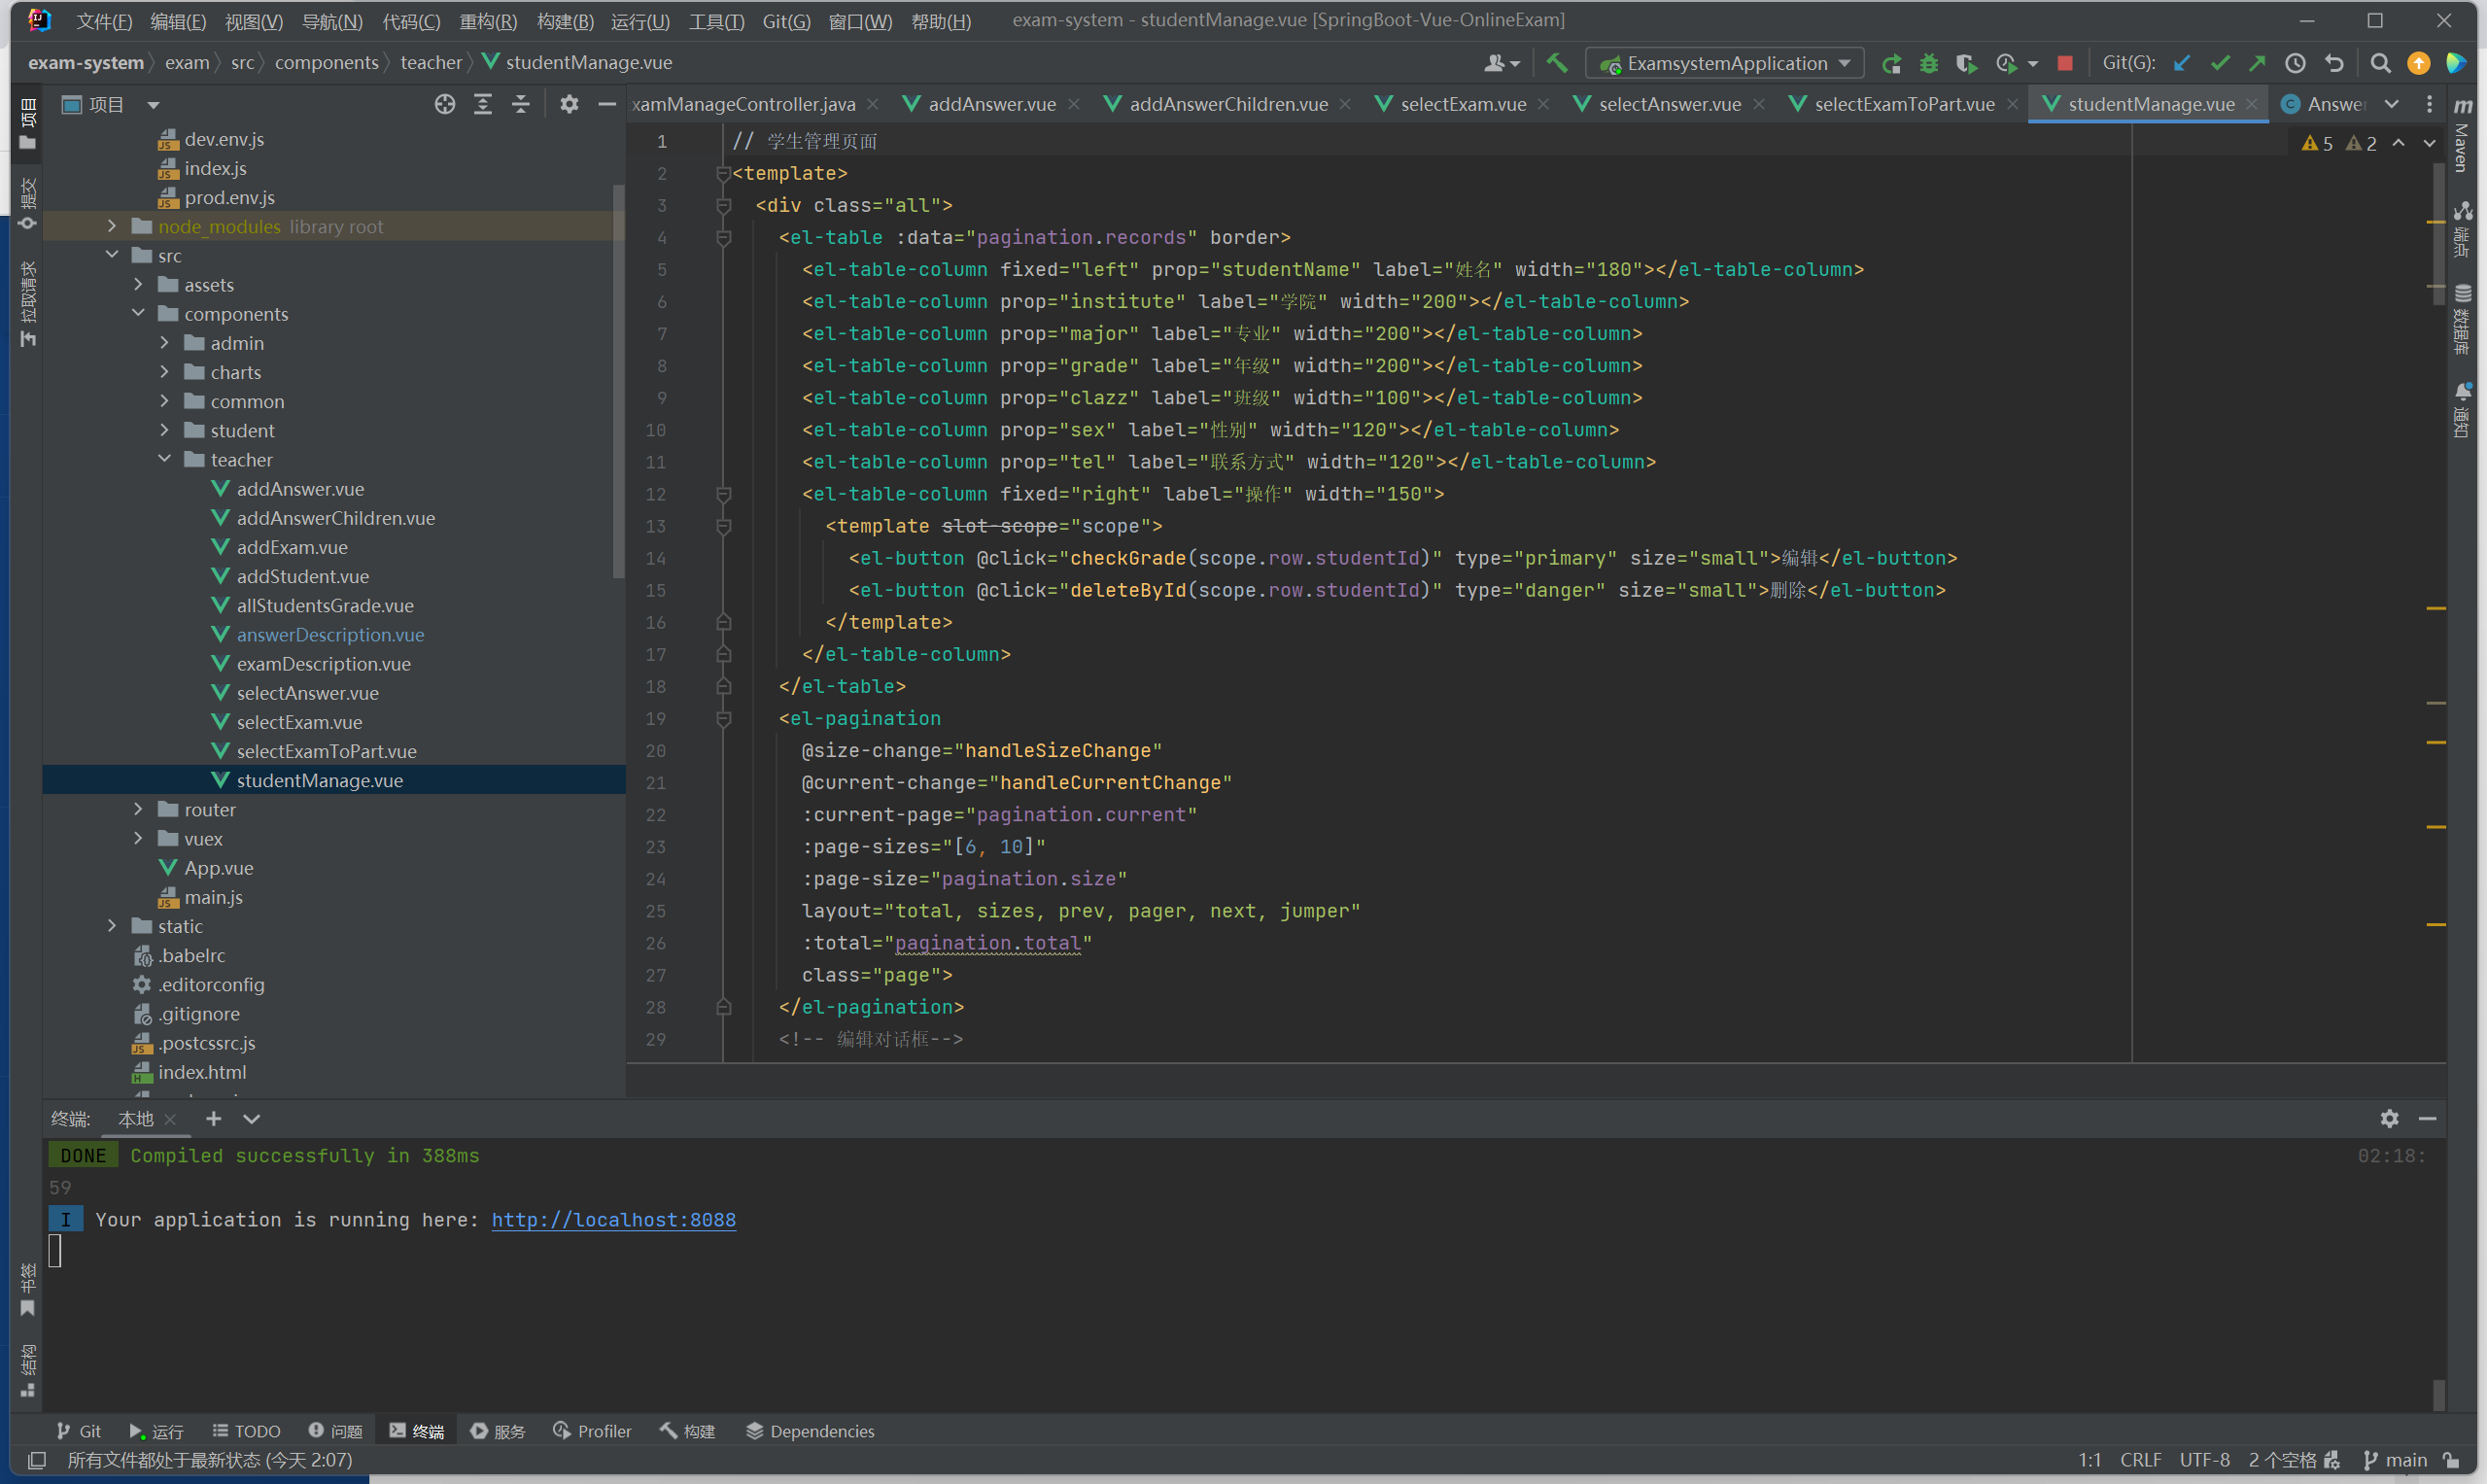 文件(F) 编辑(E) 视图(V) 导航(N) 代码(C) 重构(R) 构建(B) 运行(U) 工具(T) Git(G) 窗口(W) 帮助(H) exam-system - studentManage.vue [SpringBoot-Vue-OnlineExam]
exam-system exam src components teacher studentManage.vue ExamsystemApplication Git(G):
项目 xamManageController.java addAnswer.vue addAnswerChildren.vue selectExam.vue selectAnswer.vue selectExamToPart.vue studentManage.vue Answer
项目
提交
拉取请求
书签
结构
dev.env.js
index.js
prod.env.js
node_modules library root
src
assets
components
admin
charts
common
student
teacher
addAnswer.vue
addAnswerChildren.vue
addExam.vue
addStudent.vue
allStudentsGrade.vue
answerDescription.vue
examDescription.vue
selectAnswer.vue
selectExam.vue
selectExamToPart.vue
studentManage.vue
router
vuex
App.vue
main.js
static
.babelrc
.editorconfig
.gitignore
.postcssrc.js
index.html
1 // 学生管理页面
2 <template>
3 <div class="all">
4 <el-table :data="pagination.records" border>
5 <el-table-column fixed="left" prop="studentName" label="姓名" width="180"></el-table-column>
6 <el-table-column prop="institute" label="学院" width="200"></el-table-column>
7 <el-table-column prop="major" label="专业" width="200"></el-table-column>
8 <el-table-column prop="grade" label="年级" width="200"></el-table-column>
9 <el-table-column prop="clazz" label="班级" width="100"></el-table-column>
10 <el-table-column prop="sex" label="性别" width="120"></el-table-column>
11 <el-table-column prop="tel" label="联系方式" width="120"></el-table-column>
12 <el-table-column fixed="right" label="操作" width="150">
13 <template slot-scope="scope">
14 <el-button @click="checkGrade(scope.row.studentId)" type="primary" size="small">编辑</el-button>
15 <el-button @click="deleteById(scope.row.studentId)" type="danger" size="small">删除</el-button>
16 </template>
17 </el-table-column>
18 </el-table>
19 <el-pagination
20 @size-change="handleSizeChange"
21 @current-change="handleCurrentChange"
22 :current-page="pagination.current"
23 :page-sizes="[6, 10]"
24 :page-size="pagination.size"
25 layout="total, sizes, prev, pager, next, jumper"
26 :total="pagination.total"
27 class="page">
28 </el-pagination>
29 <!-- 编辑对话框-->
5 2
m
Maven
端点
数据库
通知
终端: 本地
DONE Compiled successfully in 388ms 02:18:
59
I Your application is running here: http://localhost:8088
Git 运行 TODO 问题 终端 服务 Profiler 构建 Dependencies
所有文件都处于最新状态 (今天 2:07) 1:1 CRLF UTF-8 2 个空格 main